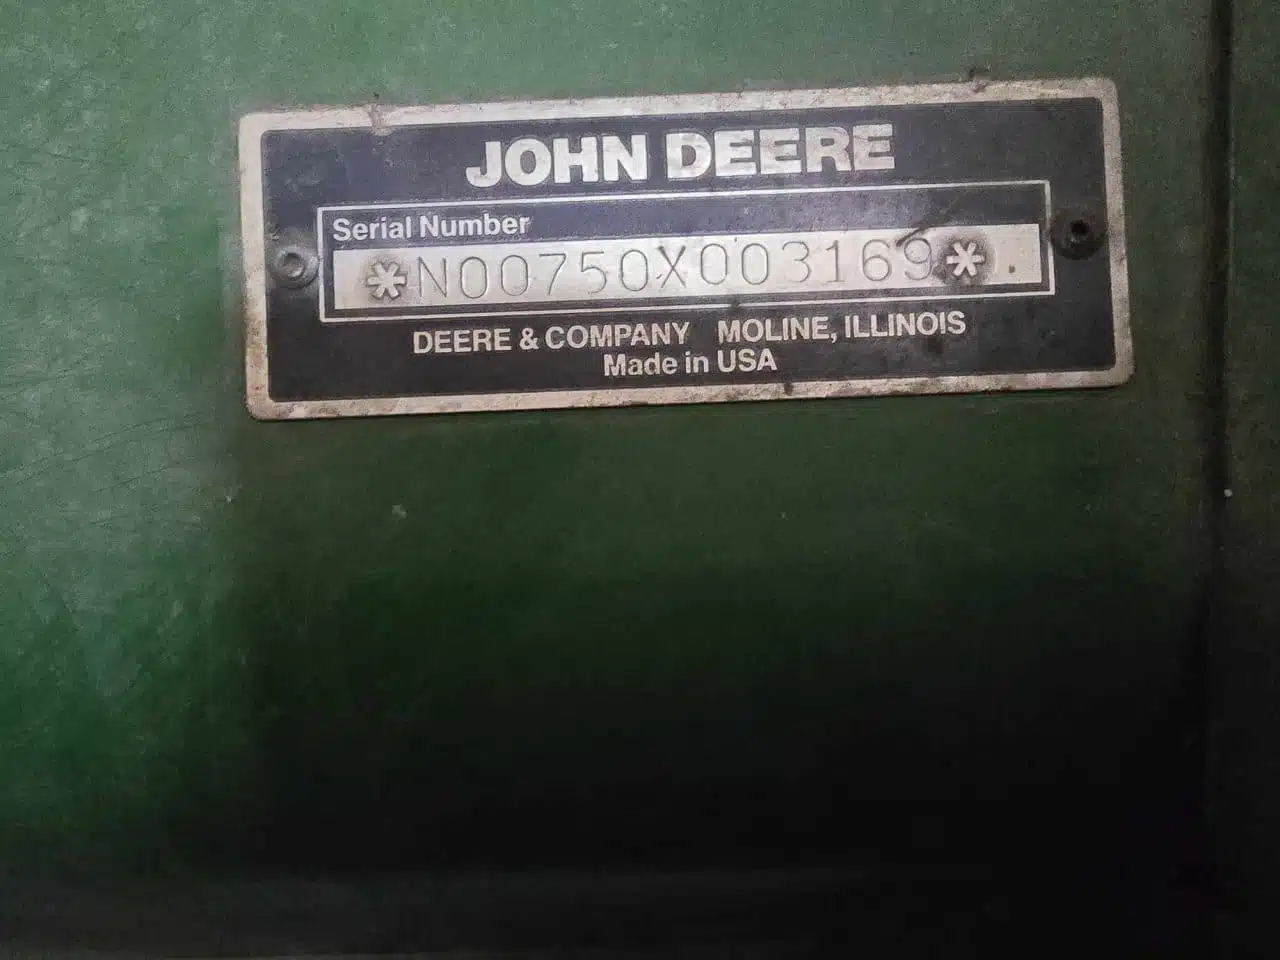 JOHN DEERE
Serial Number
*N00750X003169*
DEERE & COMPANY MOLINE, ILLINOIS
Made in USA